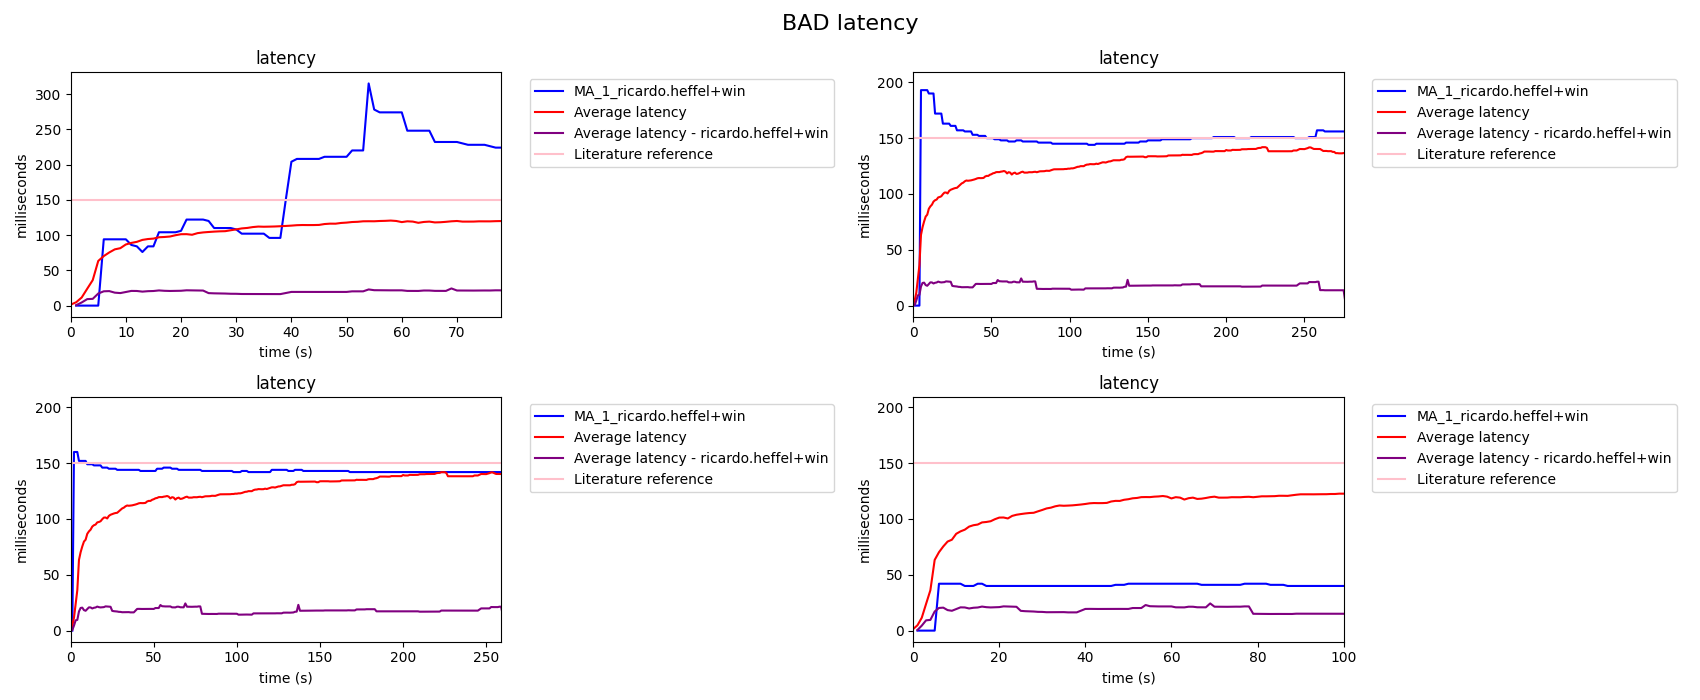 BAD latency
latency
milliseconds
300
250
200
150
100
50
0
0 10 20 30 40 50 60 70
time (s)
MA_1_ricardo.heffel+win
Average latency
Average latency - ricardo.heffel+win
Literature reference
latency
milliseconds
200
150
100
50
0
0 50 100 150 200 250
time (s)
MA_1_ricardo.heffel+win
Average latency
Average latency - ricardo.heffel+win
Literature reference
latency
milliseconds
200
150
100
50
0
0 50 100 150 200 250
time (s)
MA_1_ricardo.heffel+win
Average latency
Average latency - ricardo.heffel+win
Literature reference
latency
milliseconds
200
150
100
50
0
0 20 40 60 80 100
time (s)
MA_1_ricardo.heffel+win
Average latency
Average latency - ricardo.heffel+win
Literature reference